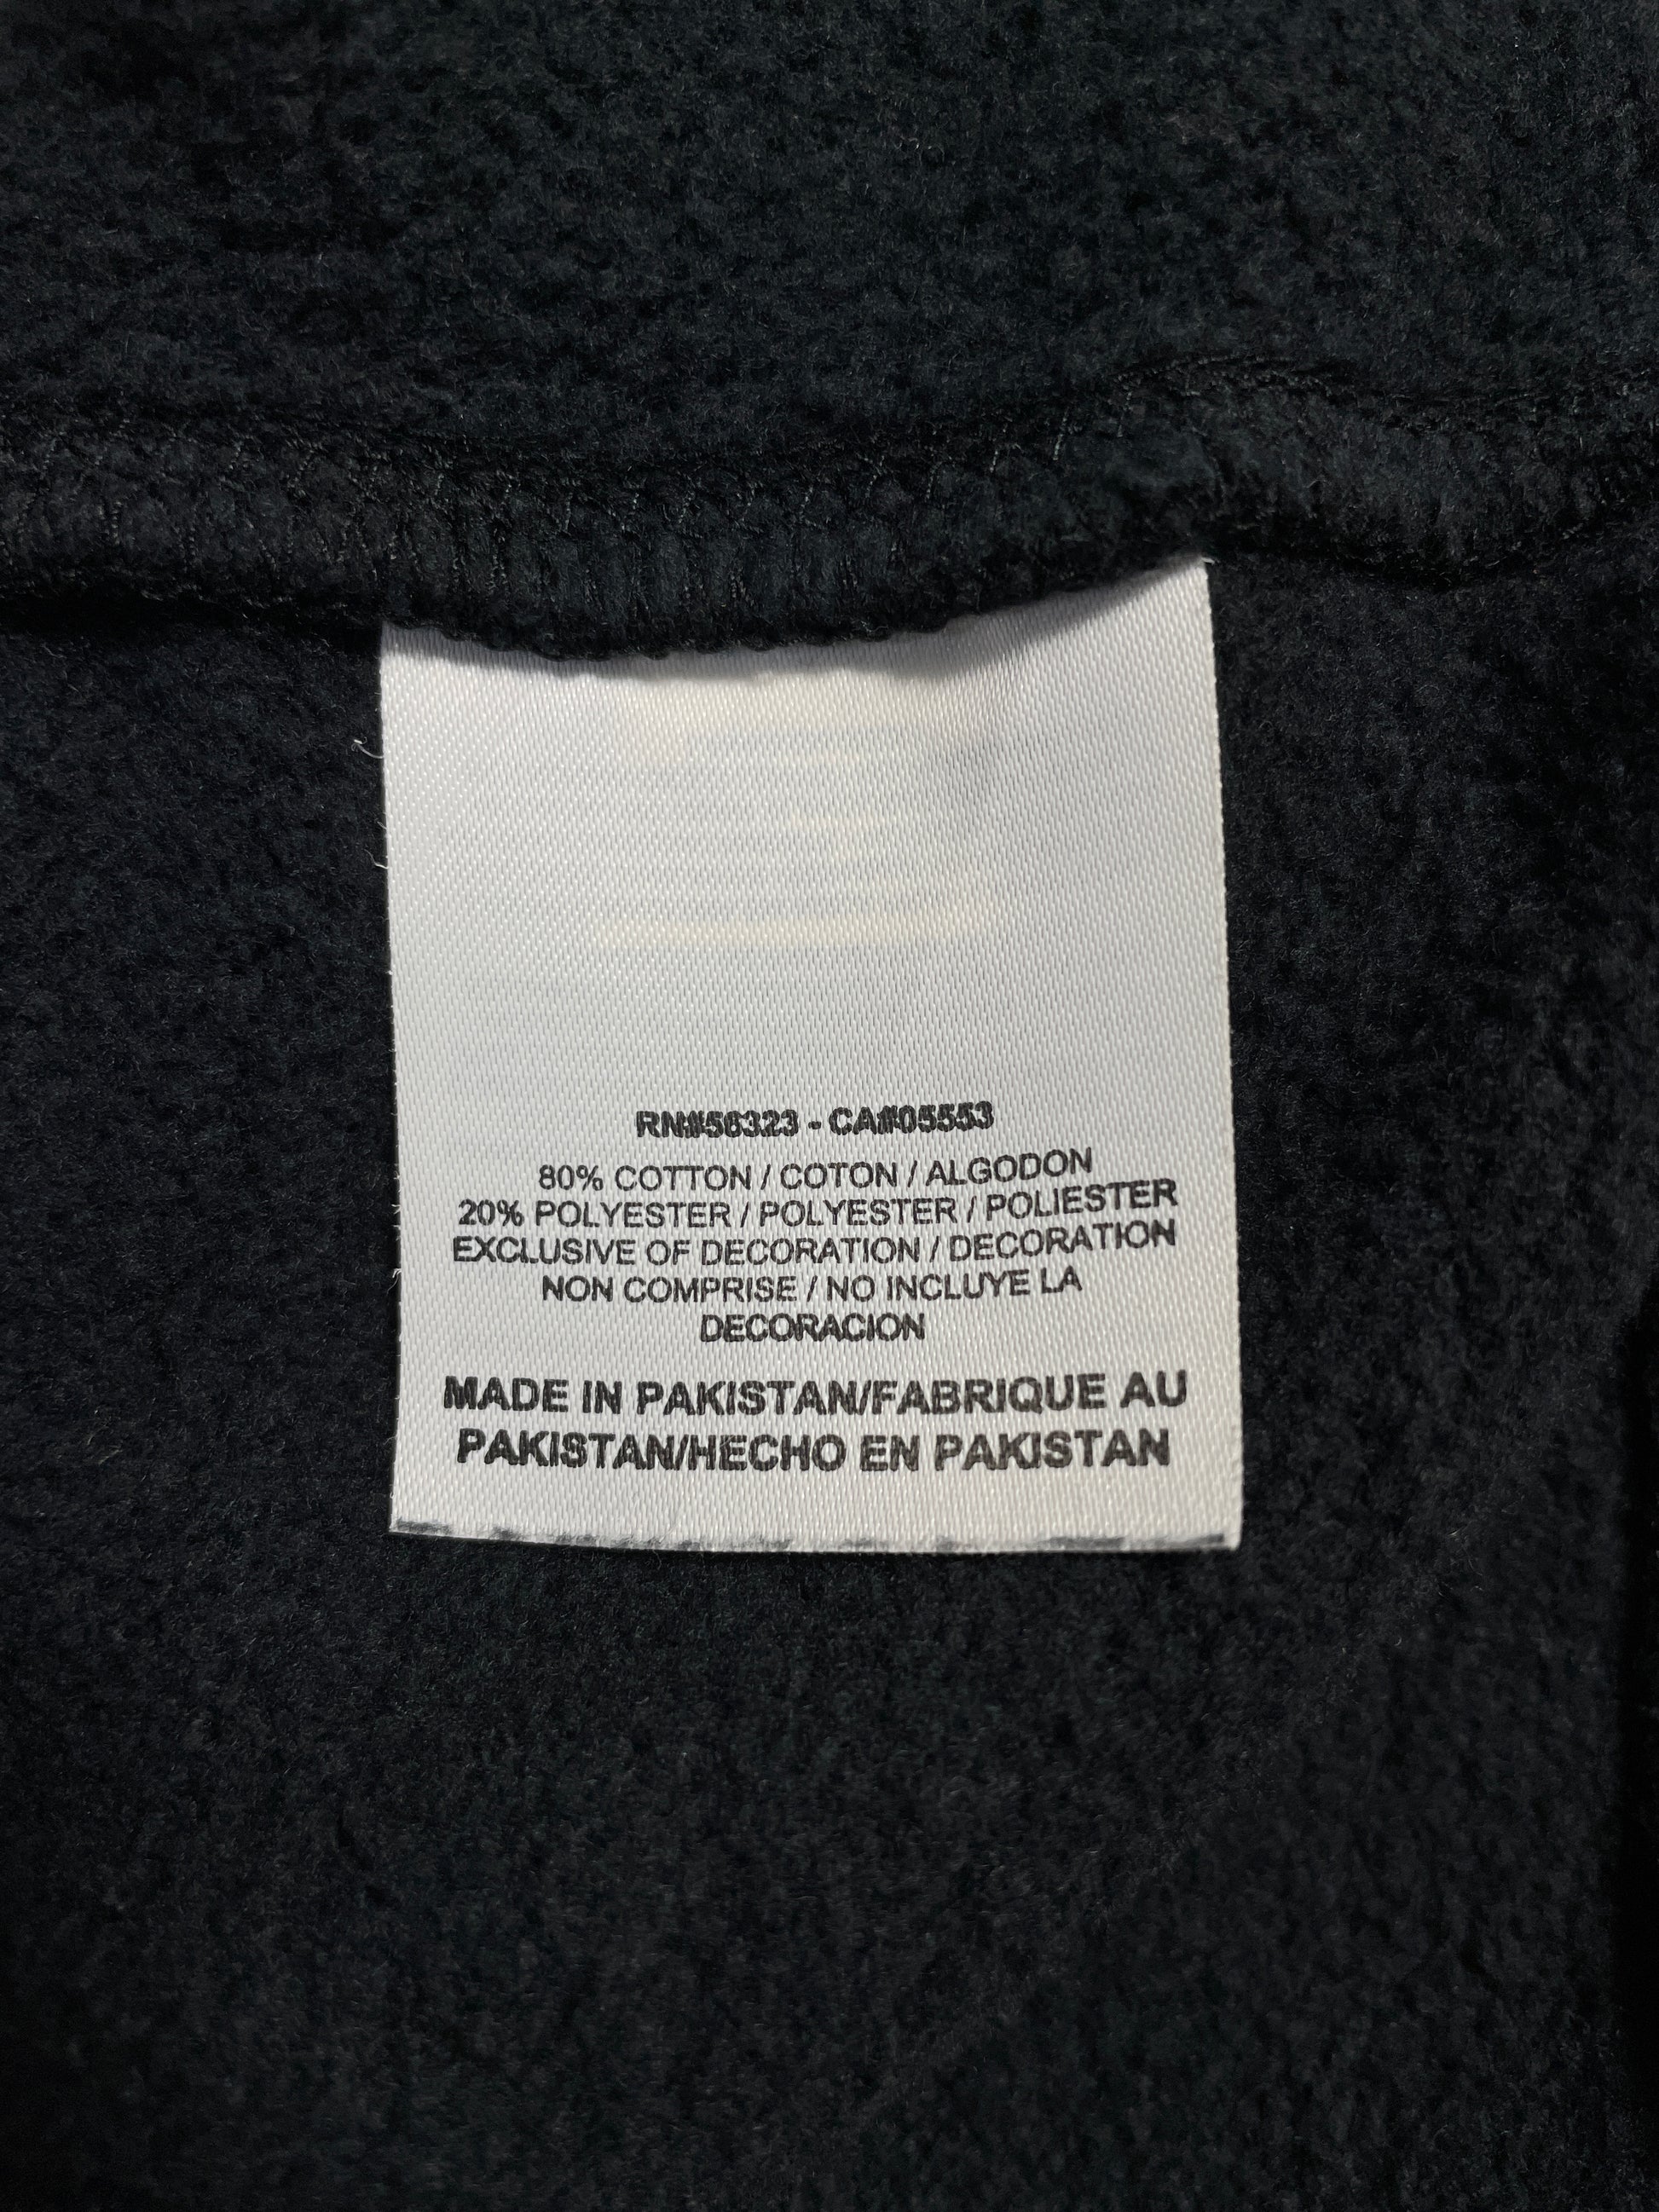 RN#56323 - CA#05553
80% COTTON / COTON / ALGODON
20% POLYESTER / POLYESTER / POLIESTER
EXCLUSIVE OF DECORATION / DECORATION
NON COMPRISE / NO INCLUYE LA
DECORACION
MADE IN PAKISTAN/FABRIQUE AU
PAKISTAN/HECHO EN PAKISTAN